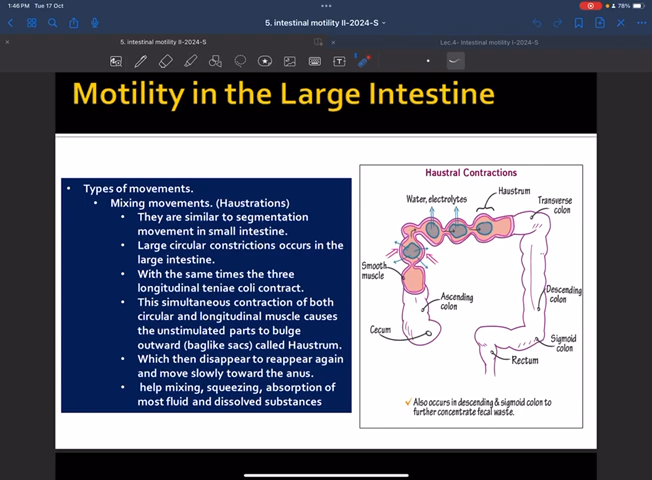 1:46 PM Tue 17 Oct
78%
5. intestinal motility II-2024-S
5. intestinal motility II-2024-S
Lec.4- Intestinal motility I-2024-S
Motility in the Large Intestine
• Types of movements.
• Mixing movements. (Haustrations)
• They are similar to segmentation
movement in small intestine.
• Large circular constrictions occurs in the
large intestine.
• With the same times the three
longitudinal teniae coli contract.
• This simultaneous contraction of both
circular and longitudinal muscle causes
the unstimulated parts to bulge
outward (baglike sacs) called Haustrum.
• Which then disappear to reappear again
and move slowly toward the anus.
• help mixing, squeezing, absorption of
most fluid and dissolved substances
Haustral Contractions
Water, electrolytes
Haustrum
Transverse
colon
Smooth
muscle
Ascending
colon
Descending
colon
Cecum
Sigmoid
colon
Rectum
✓ Also occurs in descending & sigmoid colon to
further concentrate fecal waste.